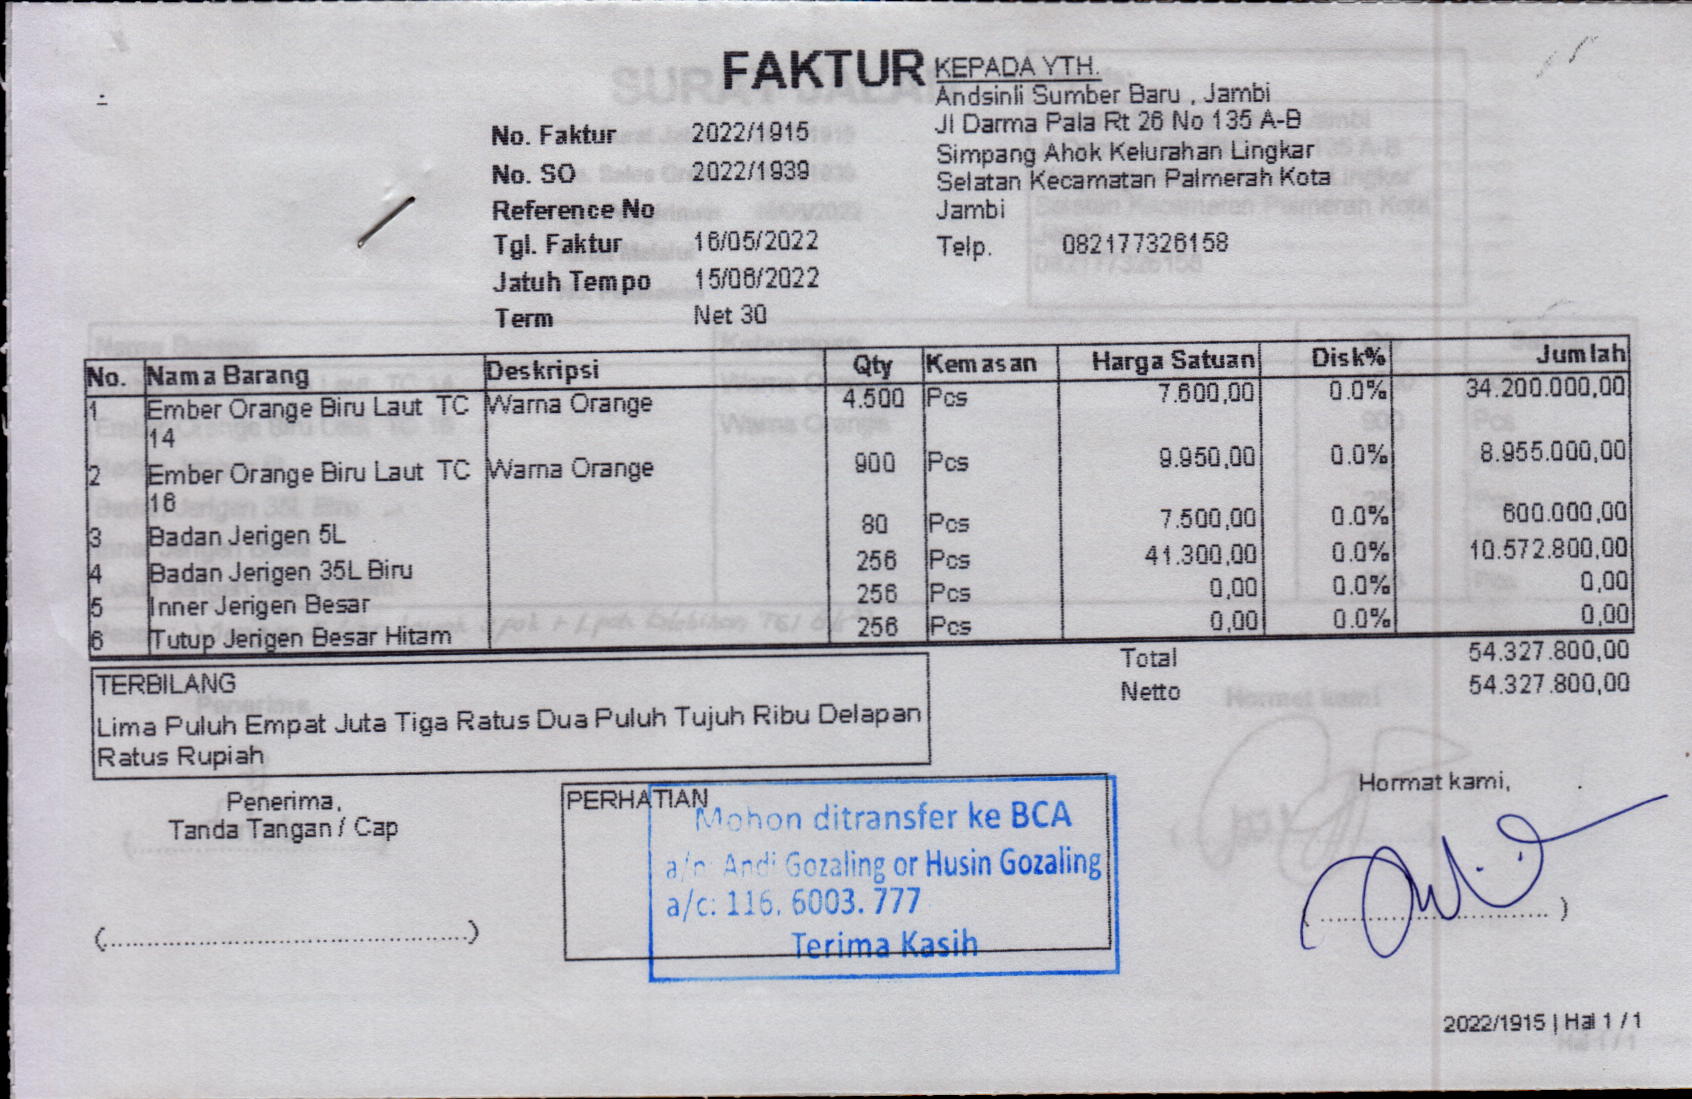 FAKTUR
KEPADA YTH.
Andsinli Sumber Baru , Jambi
Jl Darma Pala Rt 26 No 135 A-B
Simpang Ahok Kelurahan Lingkar
Selatan Kecamatan Palmerah Kota
Jambi
Telp. 082177326158
No. Faktur 2022/1915
No. SO 2022/1939
Reference No
Tgl. Faktur 16/05/2022
Jatuh Tempo 15/06/2022
Term Net 30
No. Nama Barang Deskripsi Qty Kemasan Harga Satuan Disk% Jumlah
1 Ember Orange Biru Laut TC Warna Orange 4.500 Pcs 7.600,00 0.0% 34.200.000,00
14
2 Ember Orange Biru Laut TC Warna Orange 900 Pcs 9.950,00 0.0% 8.955.000,00
16
3 Badan Jerigen 5L 80 Pcs 7.500,00 0.0% 600.000,00
4 Badan Jerigen 35L Biru 256 Pcs 41.300,00 0.0% 10.572.800,00
5 Inner Jerigen Besar 256 Pcs 0,00 0.0% 0,00
6 Tutup Jerigen Besar Hitam 256 Pcs 0,00 0.0% 0,00
Total 54.327.800,00
Netto 54.327.800,00
TERBILANG
Lima Puluh Empat Juta Tiga Ratus Dua Puluh Tujuh Ribu Delapan
Ratus Rupiah
Penerima,
Tanda Tangan / Cap
(................................................)
PERHATIAN
Mohon ditransfer ke BCA
a/n: Andi Gozaling or Husin Gozaling
a/c: 116. 6003. 777
Terima Kasih
Hormat kami,
(................................)
2022/1915 | Hal 1 / 1